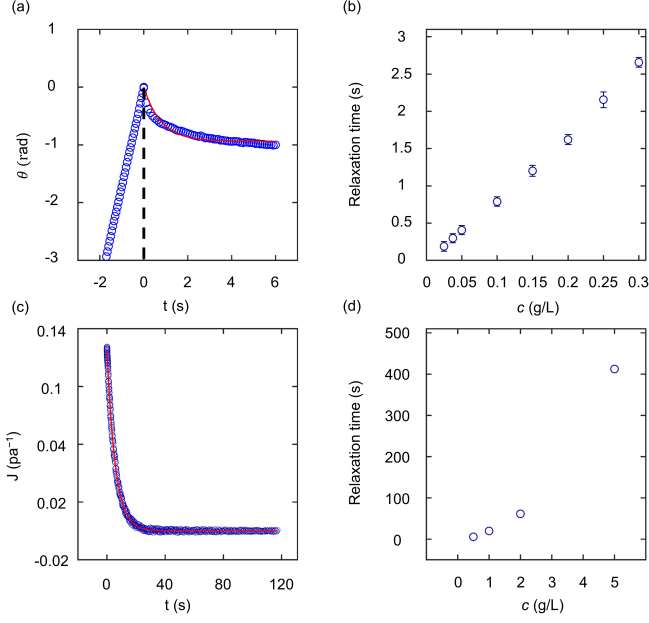 (a)
1
0
-1
-2
-3
θ (rad)
-2 0 2 4 6
t (s)
(b)
3
2.5
2
1.5
1
0.5
0
Relaxation time (s)
0 0.05 0.1 0.15 0.2 0.25 0.3
c (g/L)
(c)
0.14
0.1
0.04
0.02
-0.02
J (pa⁻¹)
0 40 80 120
t (s)
(d)
500
400
300
200
100
0
Relaxation time (s)
0 1 2 3 4 5
c (g/L)